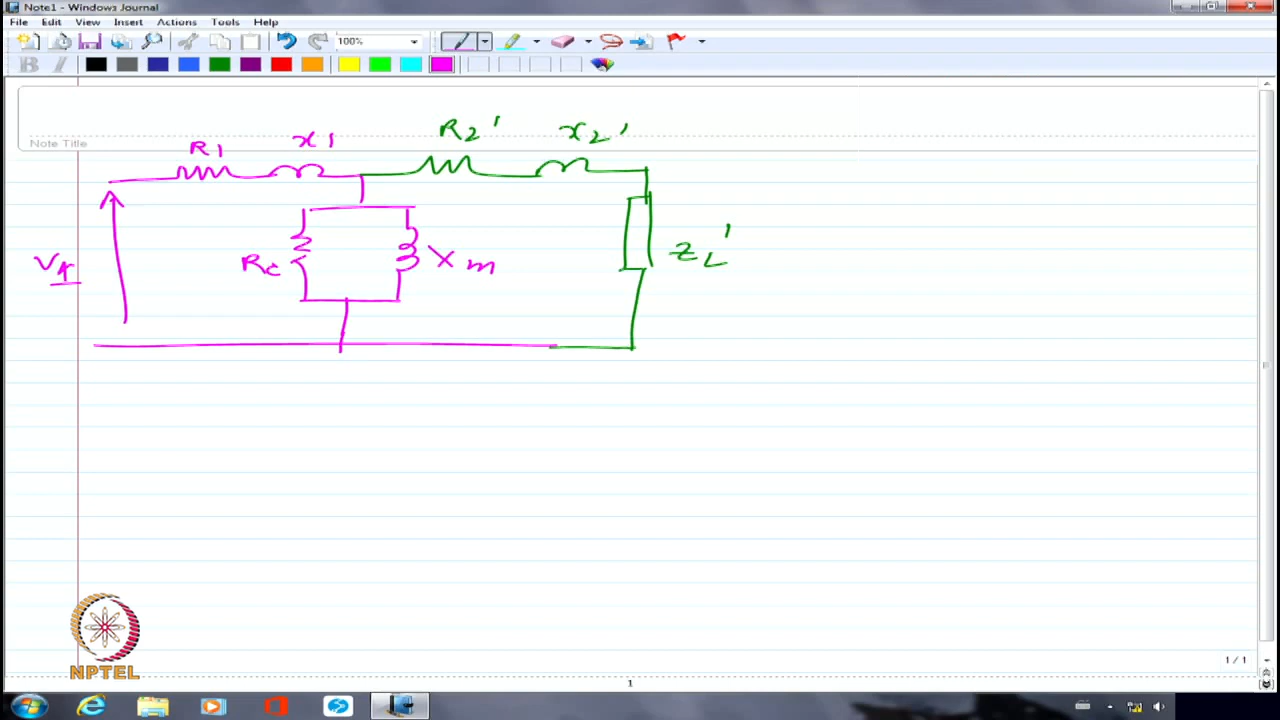 Note1 - Windows Journal
File Edit View Insert Actions Tools Help
100%
B I
Note Title
R1 x1 R2' x2'
Rc Xm ZL'
NPTEL
1 / 1
1